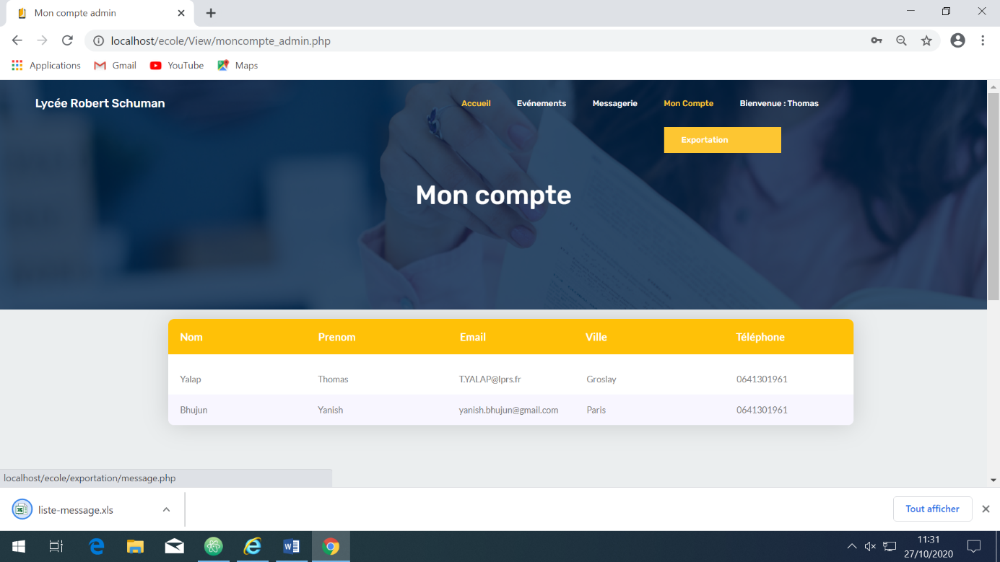 Mon compte admin
localhost/ecole/View/moncompte_admin.php
Applications Gmail YouTube Maps
Lycée Robert Schuman Accueil Evénements Messagerie Mon Compte Bienvenue : Thomas
Exportation
Mon compte
Nom Prenom Email Ville Téléphone
Yalap Thomas T.YALAP@lprs.fr Groslay 0641301961
Bhujun Yanish yanish.bhujun@gmail.com Paris 0641301961
localhost/ecole/exportation/message.php
liste-message.xls Tout afficher
11:31
27/10/2020